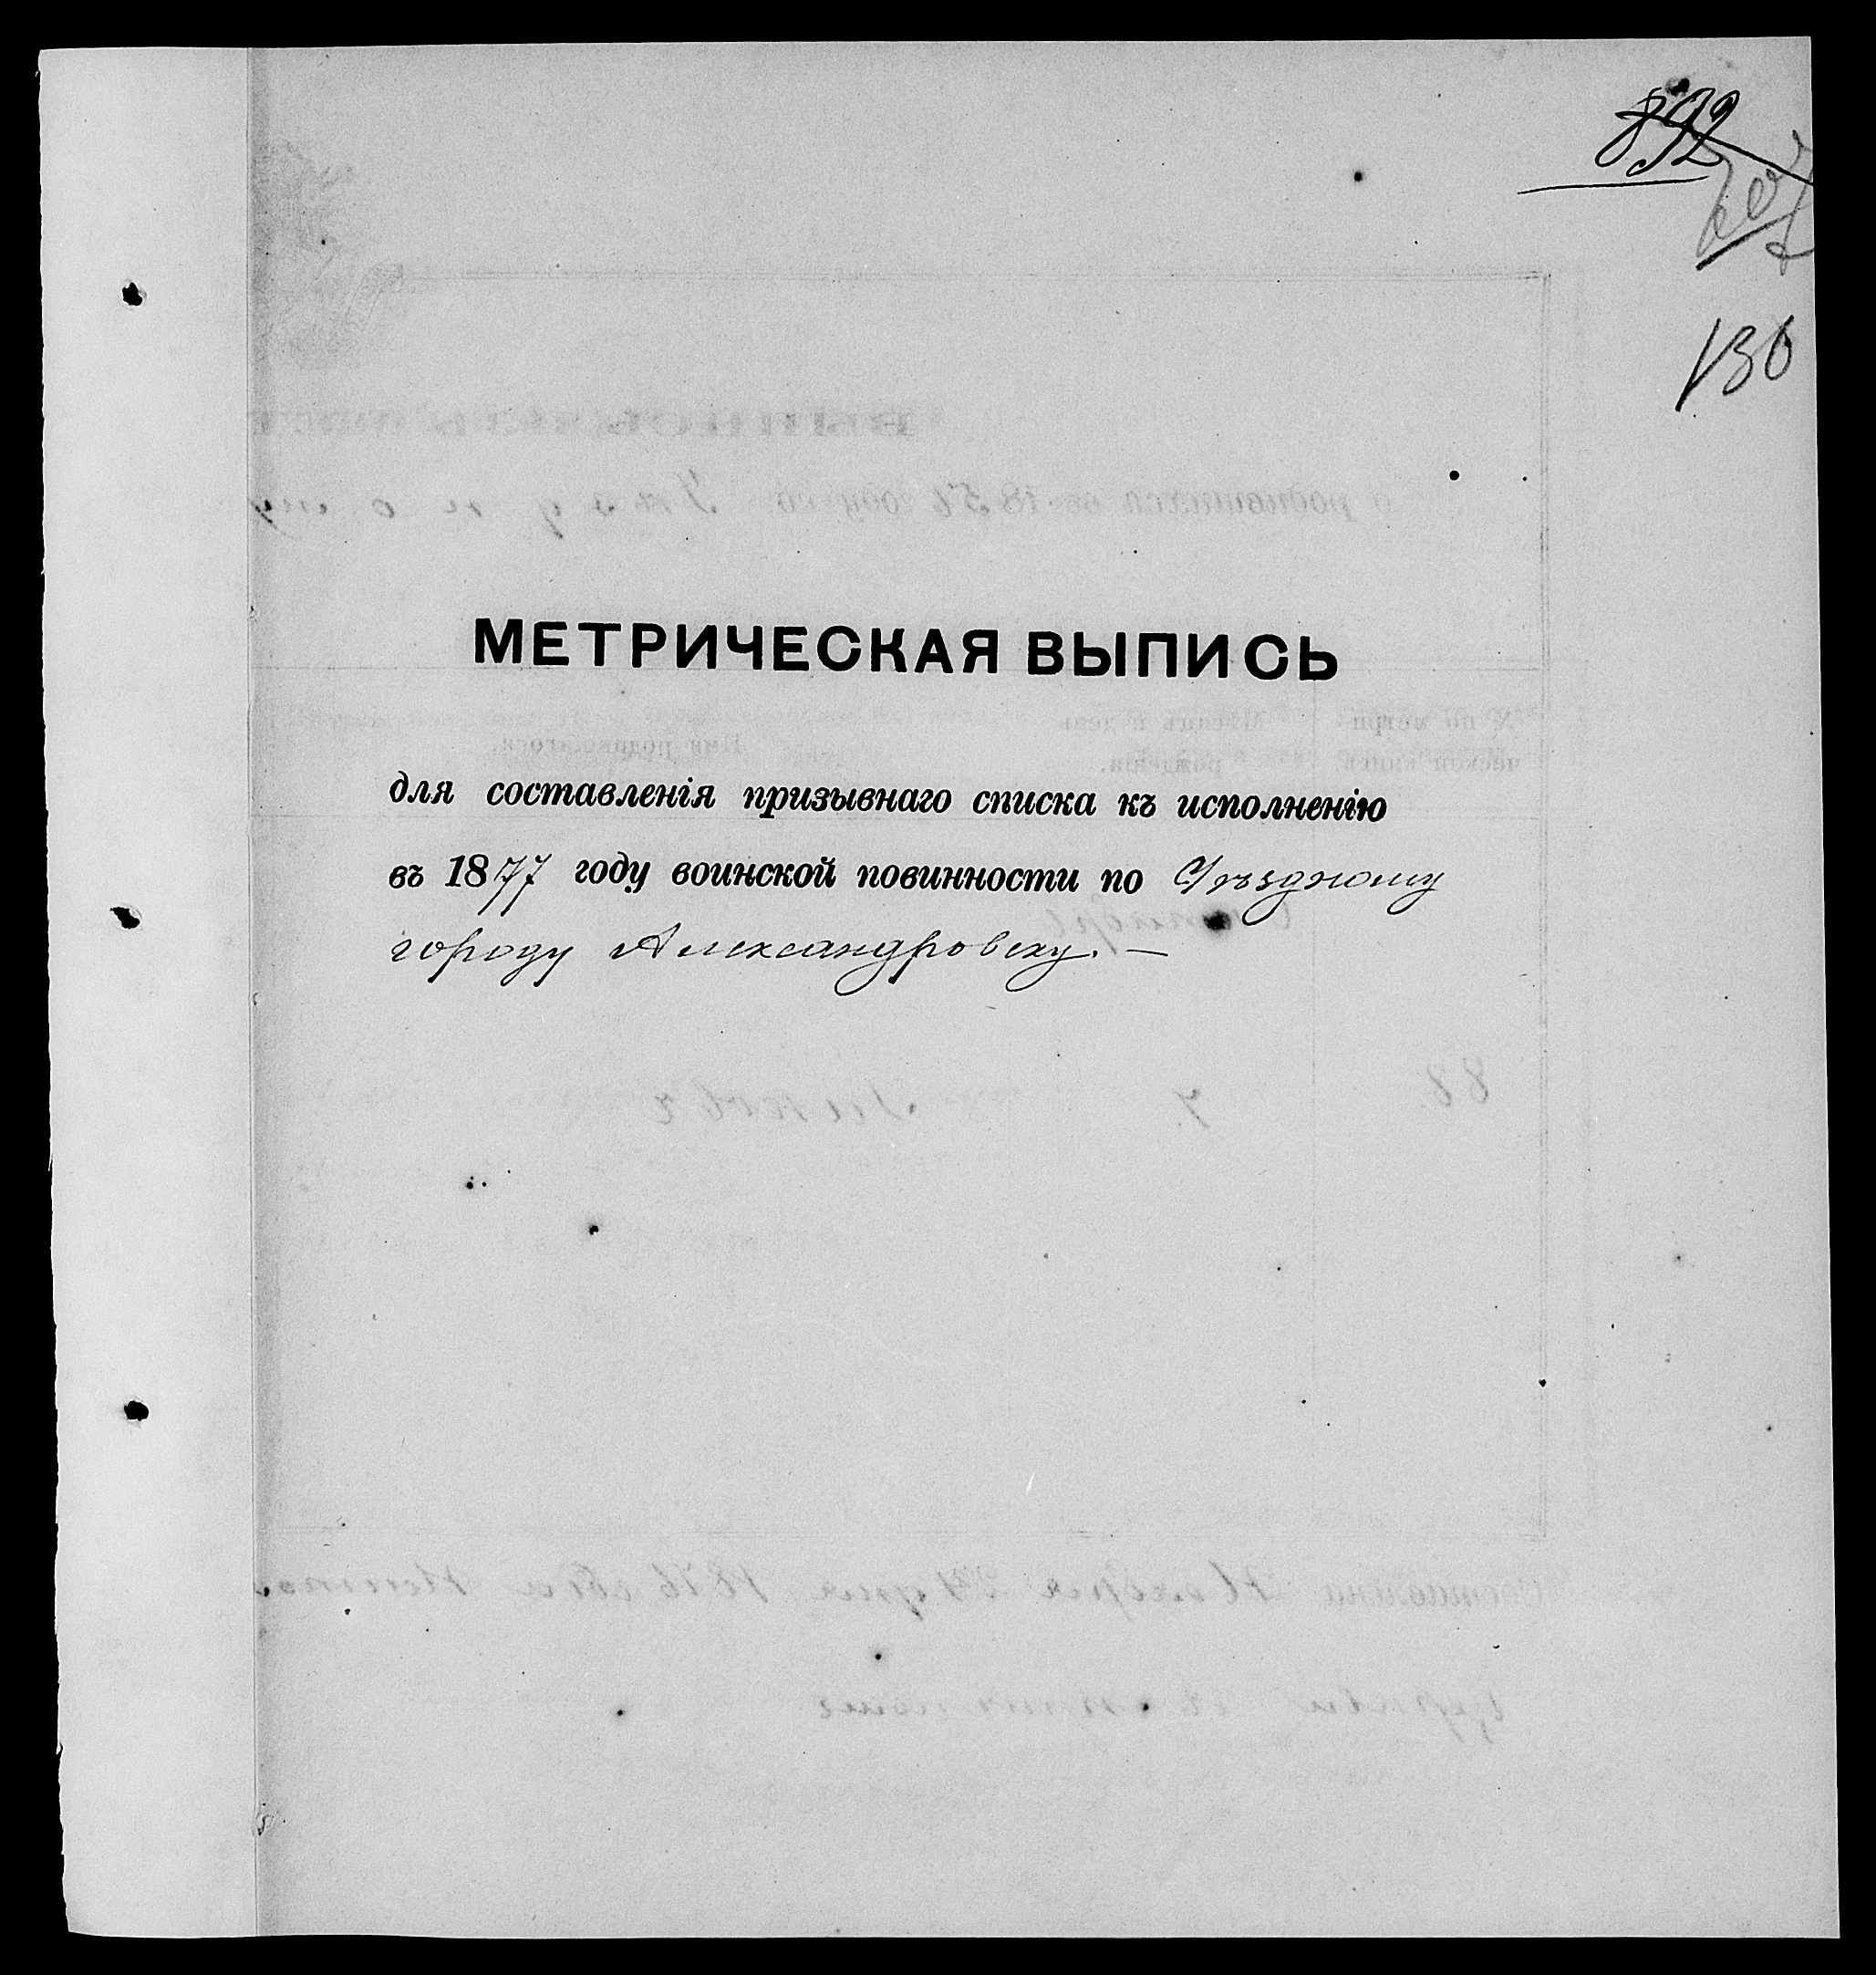 892
130
МЕТРИЧЕСКАЯ ВЫПИСЬ
для составленія призывнаго списка къ исполненію
въ 1877 году воинской повинности по Уѣздному
городу Александровску. —